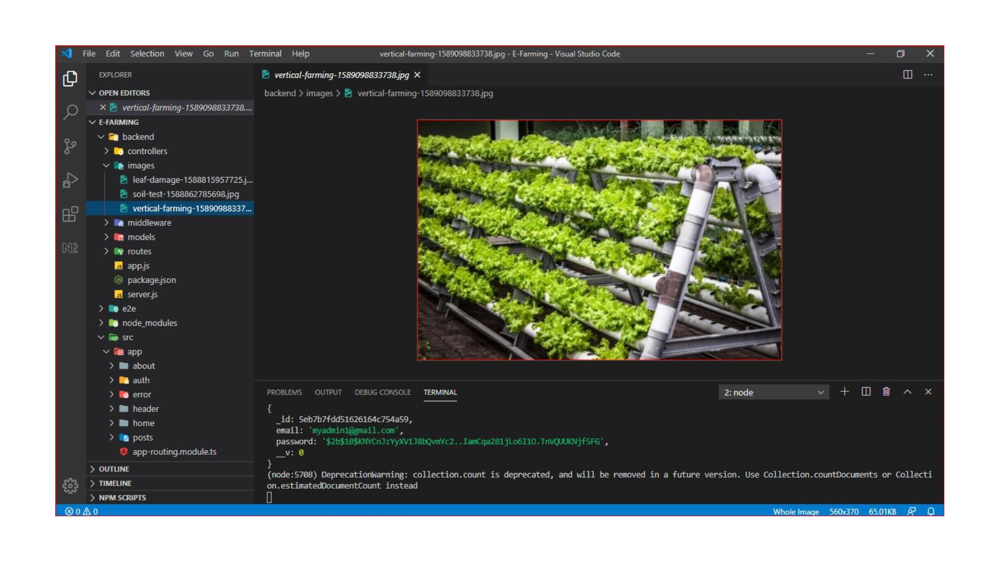 File Edit Selection View Go Run Terminal Help
vertical-farming-1589098833738.jpg - E-Farming - Visual Studio Code
EXPLORER
OPEN EDITORS
vertical-farming-1589098833738....
E-FARMING
backend
controllers
images
leaf-damage-1588815957725.j...
soil-test-1588862785698.jpg
vertical-farming-15890988337...
middleware
models
routes
JS app.js
package.json
JS server.js
e2e
node_modules
src
app
about
auth
error
header
home
posts
app-routing.module.ts
OUTLINE
TIMELINE
NPM SCRIPTS
vertical-farming-1589098833738.jpg
backend > images > vertical-farming-1589098833738.jpg
PROBLEMS OUTPUT DEBUG CONSOLE TERMINAL
2: node
{
_id: 5eb7b7fdd51626164c754a59,
email: 'myadmin1@gmail.com',
password: '$2b$10$KNYCnJzYyXV1J8bQvmYc2..IamCqa281jLo6I1O.TnVQUUKNjfSFG',
__v: 0
}
(node:5708) DeprecationWarning: collection.count is deprecated, and will be removed in a future version. Use Collection.countDocuments or Collecti
on.estimatedDocumentCount instead
0 0
Whole Image 560x370 65.01KB